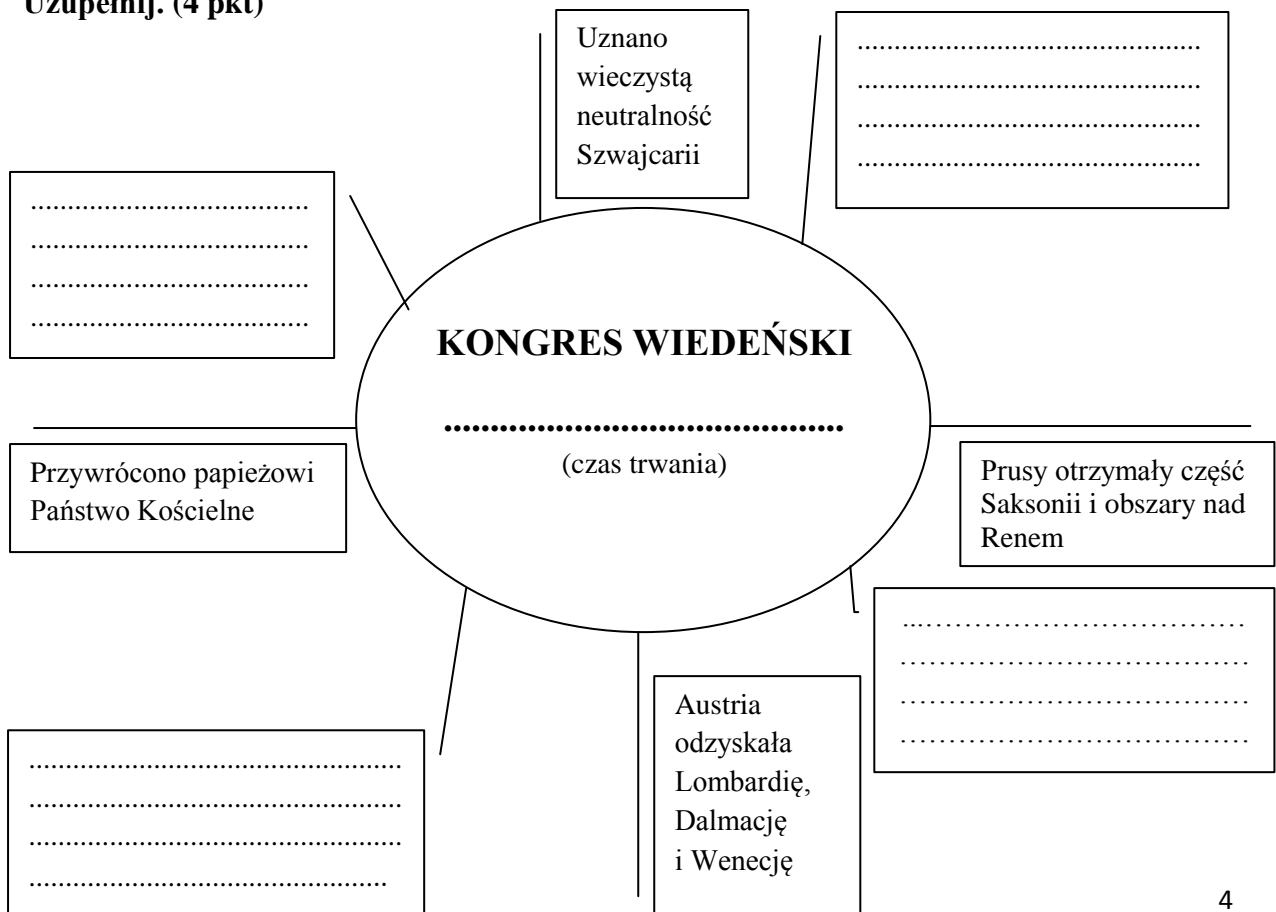 Uzupełnij. (4 pkt)
Uznano
wieczystą
neutralność
Szwajcarii
..............................................
..............................................
..............................................
..............................................
.....................................
.....................................
.....................................
.....................................
KONGRES WIEDEŃSKI
...........................................
(czas trwania)
Przywrócono papieżowi
Państwo Kościelne
Prusy otrzymały część
Saksonii i obszary nad
Renem
...……………………………
………………………………
………………………………
………………………………
Austria
odzyskała
Lombardię,
Dalmację
i Wenecję
..................................................
..................................................
..................................................
................................................
4